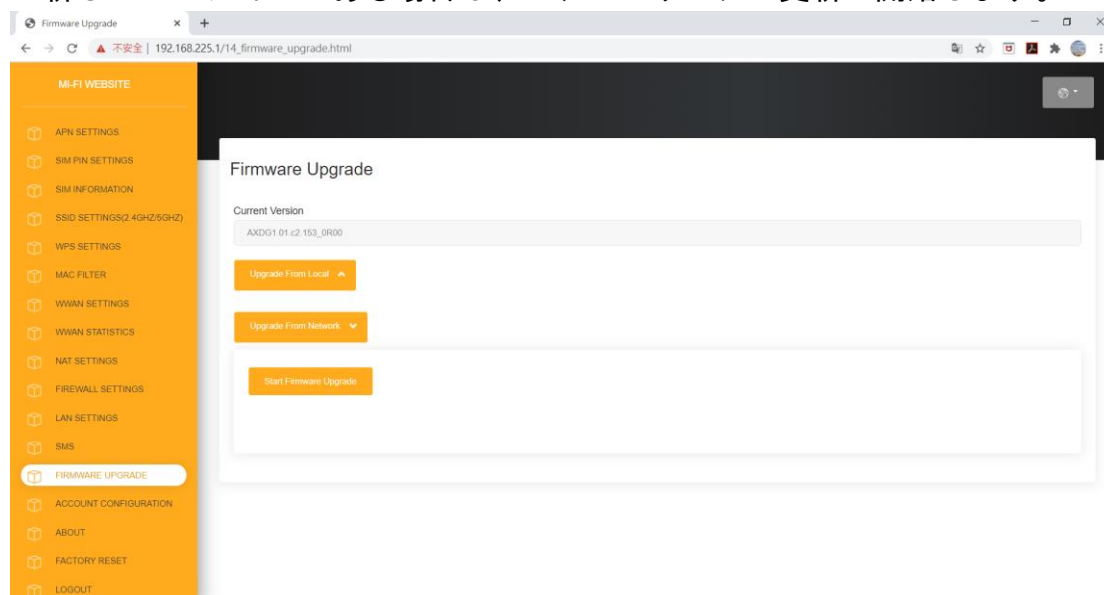 Firmware Upgrade
不安全 | 192.168.225.1/14_firmware_upgrade.html
MI-FI WEBSITE
APN SETTINGS
SIM PIN SETTINGS
SIM INFORMATION
SSID SETTINGS(2.4GHZ/5GHZ)
WPS SETTINGS
MAC FILTER
WWAN SETTINGS
WWAN STATISTICS
NAT SETTINGS
FIREWALL SETTINGS
LAN SETTINGS
SMS
FIRMWARE UPGRADE
ACCOUNT CONFIGURATION
ABOUT
FACTORY RESET
LOGOUT
Firmware Upgrade
Current Version
AXDG1.01.c2.153_0R00
Upgrade From Local
Upgrade From Network
Start Firmware Upgrade